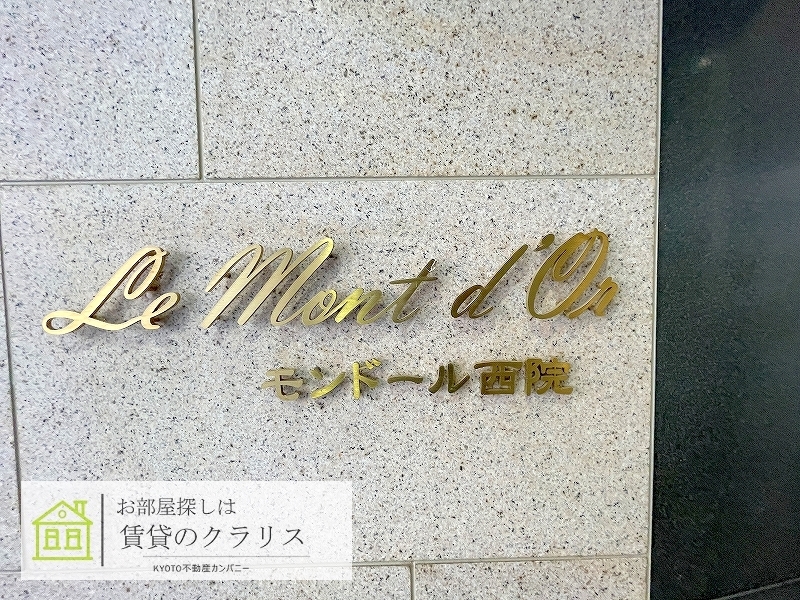 Le Mont d'Or
モンドール西院
お部屋探しは
賃貸のクラリス
KYOTO不動産カンパニー